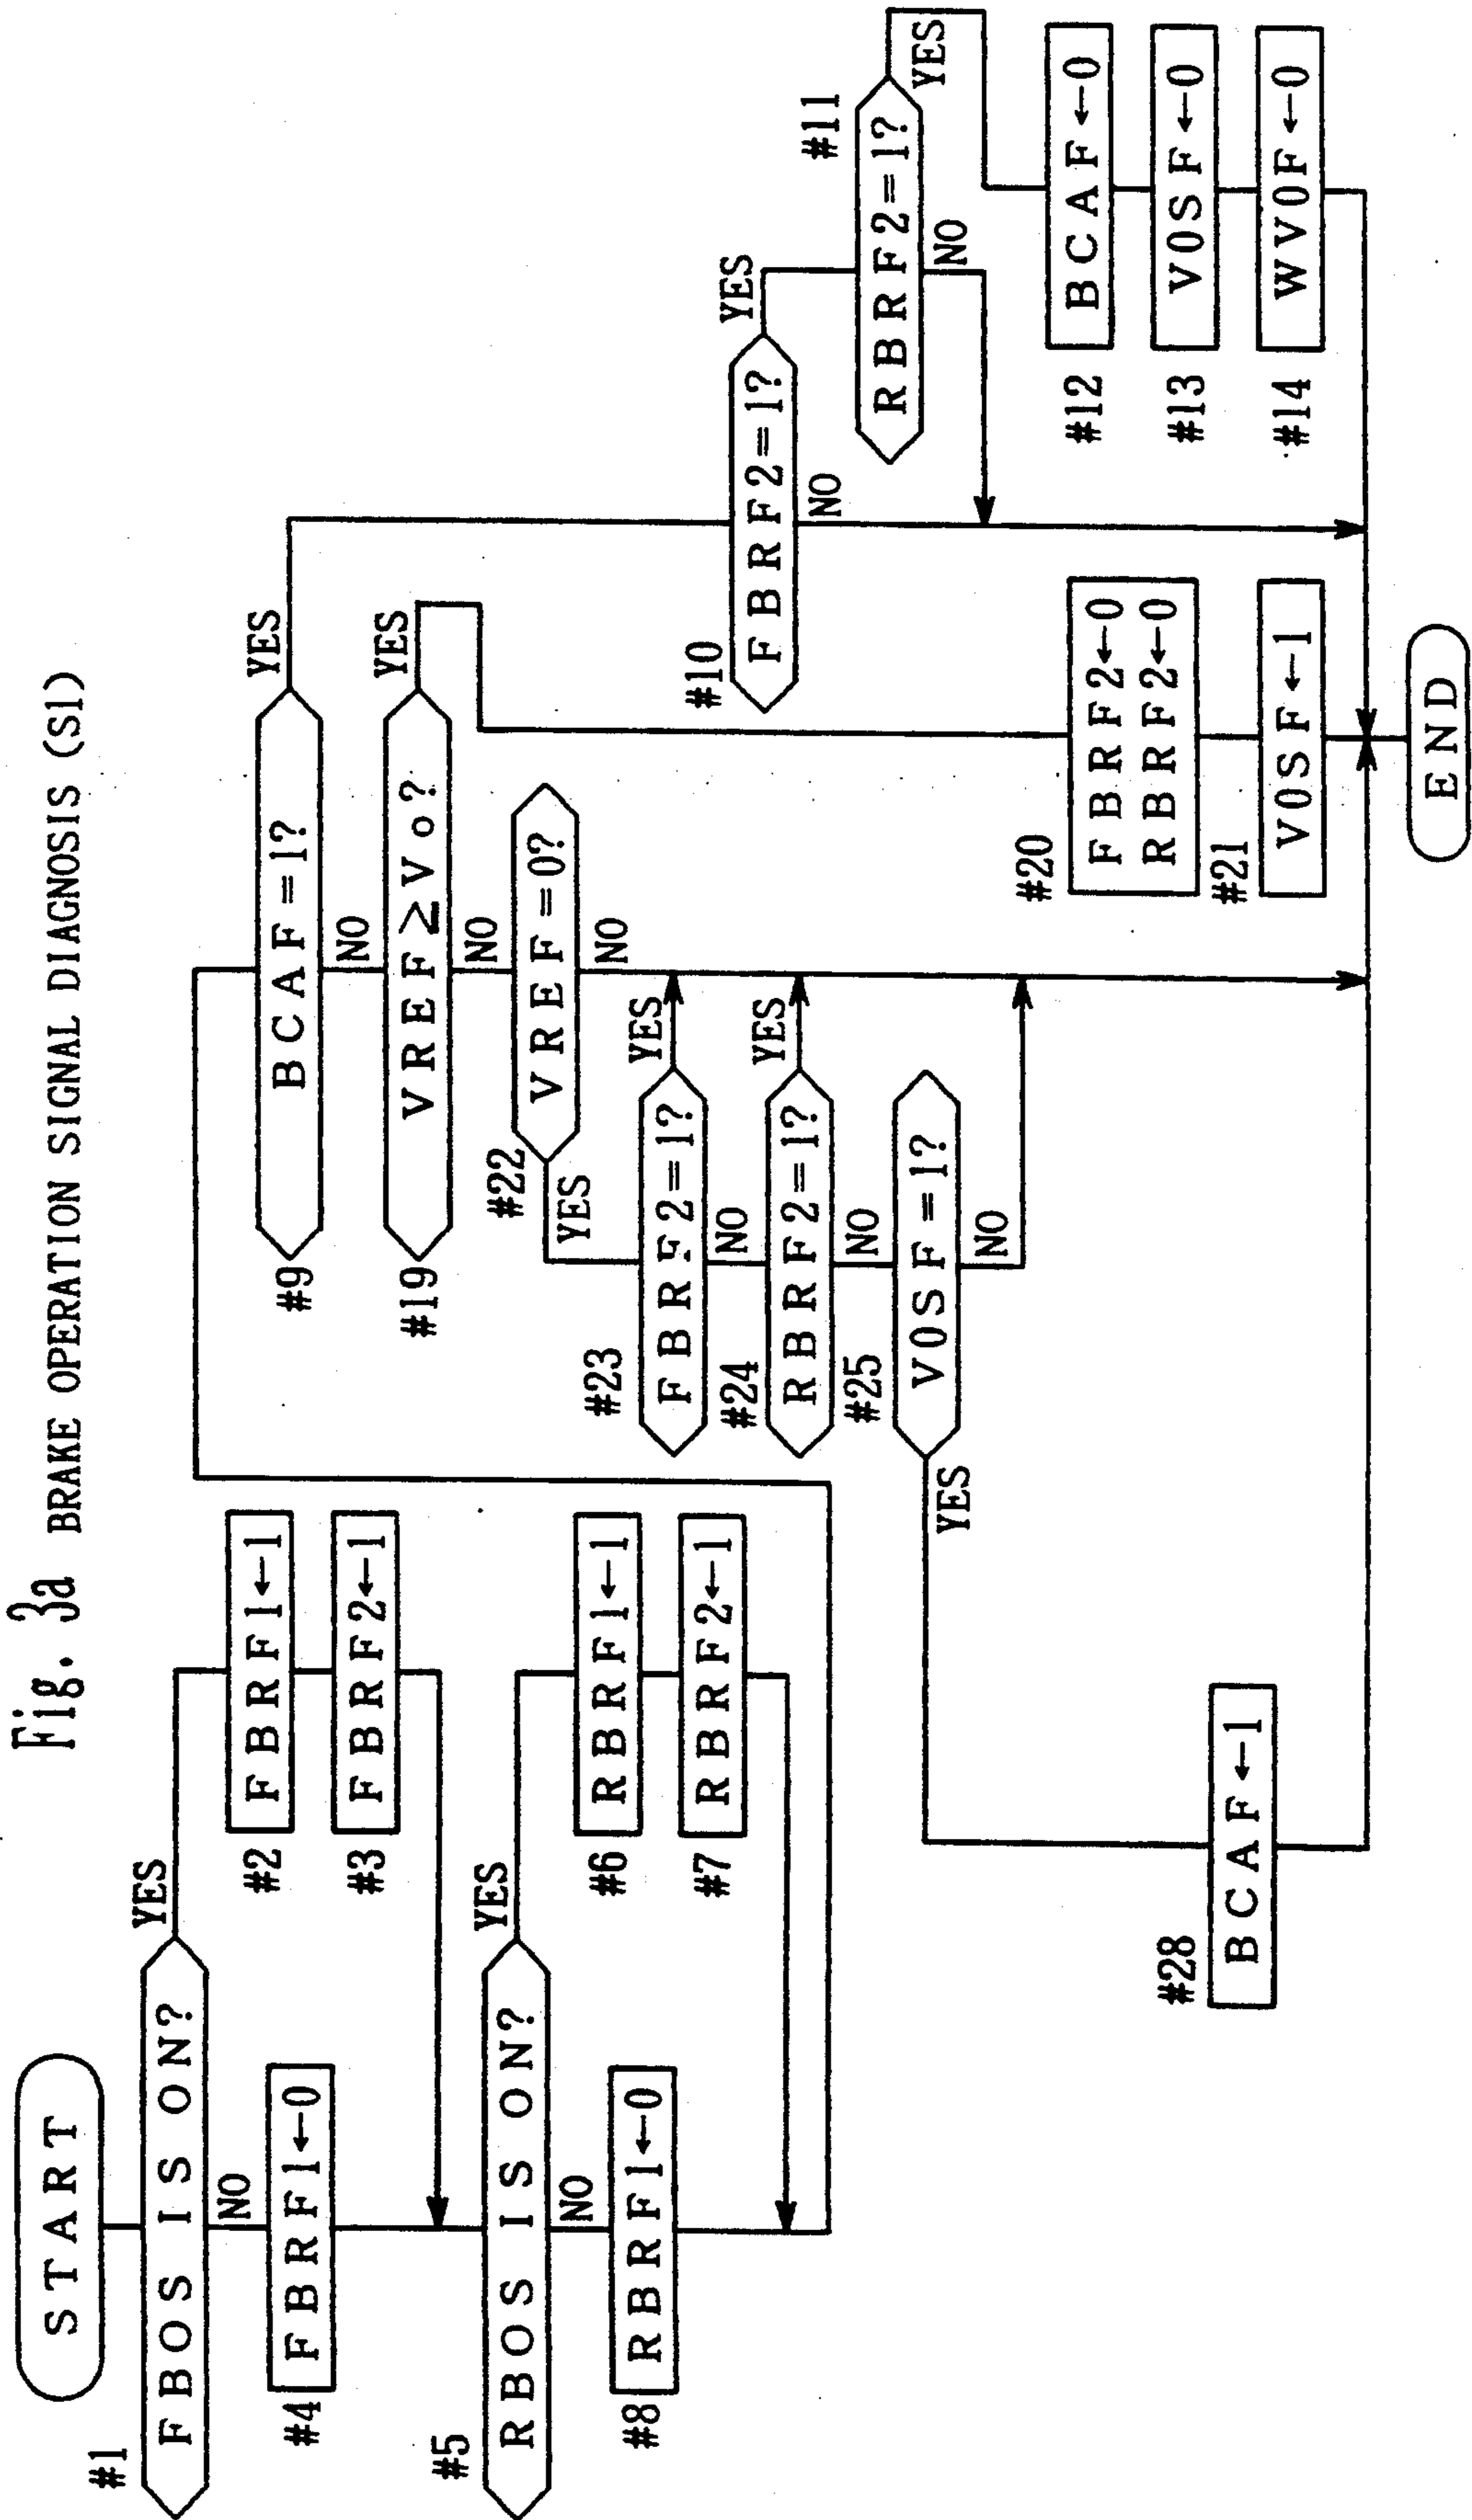 Fig. 3a BRAKE OPERATION SIGNAL DIAGNOSIS (S1)
START
#1
FBOS IS ON?
YES
NO
#2
FBRF1←1
#3
FBRF2←1
#4
FBRF1←0
#5
RBOS IS ON?
YES
NO
#6
RBRF1←1
#7
RBRF2←1
#8
RBRF1←0
#9
BCAF=1?
YES
NO
#19
VREF≥Vo?
YES
NO
#22
VREF=0?
YES
NO
#23
FBRF2=1?
YES
NO
#24
RBRF2=1?
YES
NO
#25
VOSF=1?
YES
NO
#28
BCAF←1
#10
FBRF2=1?
YES
NO
#11
RBRF2=1?
YES
NO
#12
BCAF←0
#13
VOSF←0
#14
WVOF←0
#20
FBRF2←0
RBRF2←0
#21
VOSF←1
END